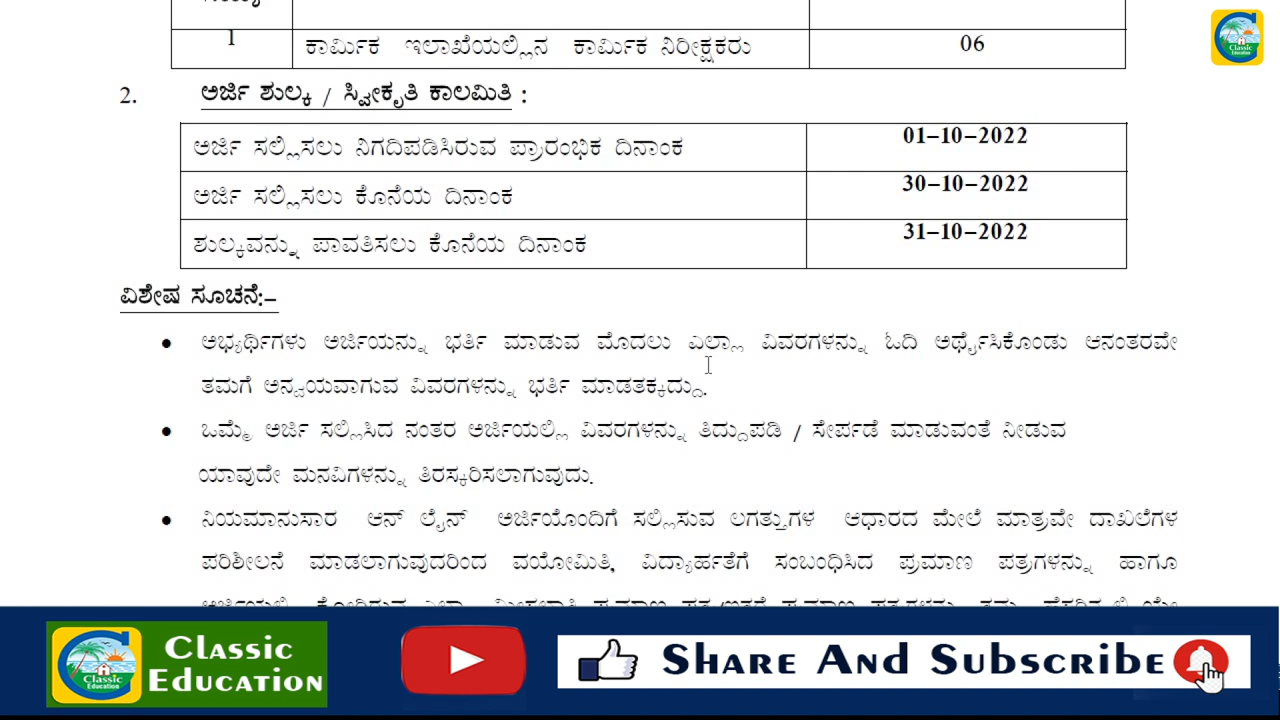 1 ಕಾರ್ಮಿಕ ಇಲಾಖೆಯಲ್ಲಿನ ಕಾರ್ಮಿಕ ನಿರೀಕ್ಷಕರು 06
Classic Education
2. ಅರ್ಜಿ ಶುಲ್ಕ / ಸ್ವೀಕೃತಿ ಕಾಲಮಿತಿ :
ಅರ್ಜಿ ಸಲ್ಲಿಸಲು ನಿಗದಿಪಡಿಸಿರುವ ಪ್ರಾರಂಭಿಕ ದಿನಾಂಕ 01-10-2022
ಅರ್ಜಿ ಸಲ್ಲಿಸಲು ಕೊನೆಯ ದಿನಾಂಕ 30-10-2022
ಶುಲ್ಕವನ್ನು ಪಾವತಿಸಲು ಕೊನೆಯ ದಿನಾಂಕ 31-10-2022
ವಿಶೇಷ ಸೂಚನೆ:-
• ಅಭ್ಯರ್ಥಿಗಳು ಅರ್ಜಿಯನ್ನು ಭರ್ತಿ ಮಾಡುವ ಮೊದಲು ಎಲ್ಲಾ ವಿವರಗಳನ್ನು ಓದಿ ಅರ್ಥೈಸಿಕೊಂಡು ಆನಂತರವೇ
ತಮಗೆ ಅನ್ವಯವಾಗುವ ವಿವರಗಳನ್ನು ಭರ್ತಿ ಮಾಡತಕ್ಕದ್ದು.
• ಒಮ್ಮೆ ಅರ್ಜಿ ಸಲ್ಲಿಸಿದ ನಂತರ ಅರ್ಜಿಯಲ್ಲಿ ವಿವರಗಳನ್ನು ತಿದ್ದುಪಡಿ / ಸೇರ್ಪಡೆ ಮಾಡುವಂತೆ ನೀಡುವ
ಯಾವುದೇ ಮನವಿಗಳನ್ನು ತಿರಸ್ಕರಿಸಲಾಗುವುದು.
• ನಿಯಮಾನುಸಾರ ಆನ್ ಲೈನ್ ಅರ್ಜಿಯೊಂದಿಗೆ ಸಲ್ಲಿಸುವ ಲಗತ್ತುಗಳ ಆಧಾರದ ಮೇಲೆ ಮಾತ್ರವೇ ದಾಖಲೆಗಳ
ಪರಿಶೀಲನೆ ಮಾಡಲಾಗುವುದರಿಂದ ವಯೋಮಿತಿ, ವಿದ್ಯಾರ್ಹತೆಗೆ ಸಂಬಂಧಿಸಿದ ಪ್ರಮಾಣ ಪತ್ರಗಳನ್ನು ಹಾಗೂ
Classic
Education
Classic
Education
Share And Subscribe